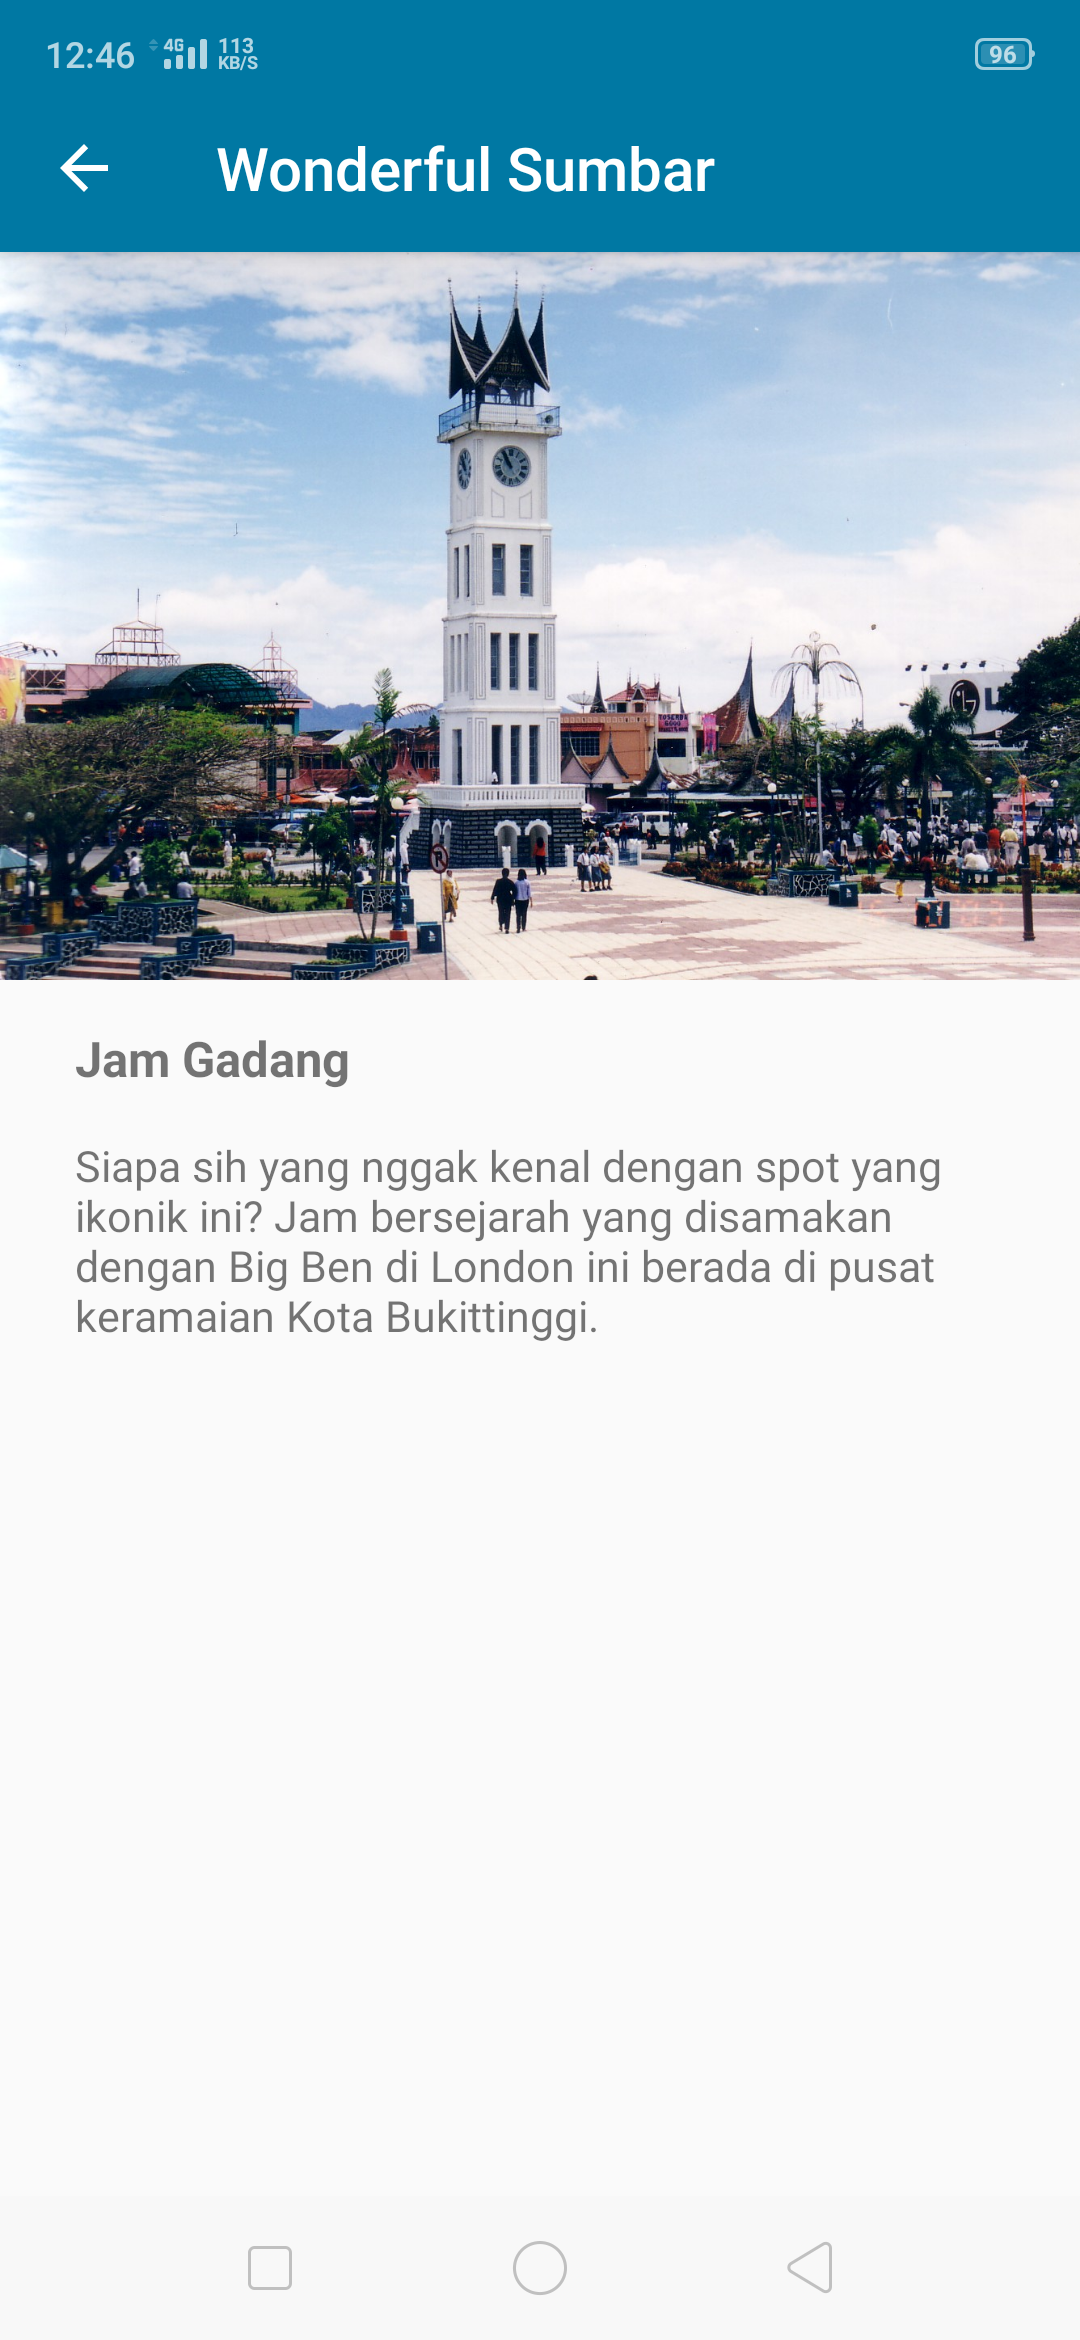 12:46 4G 113 KB/S 96
Wonderful Sumbar
Jam Gadang
Siapa sih yang nggak kenal dengan spot yang
ikonik ini? Jam bersejarah yang disamakan
dengan Big Ben di London ini berada di pusat
keramaian Kota Bukittinggi.